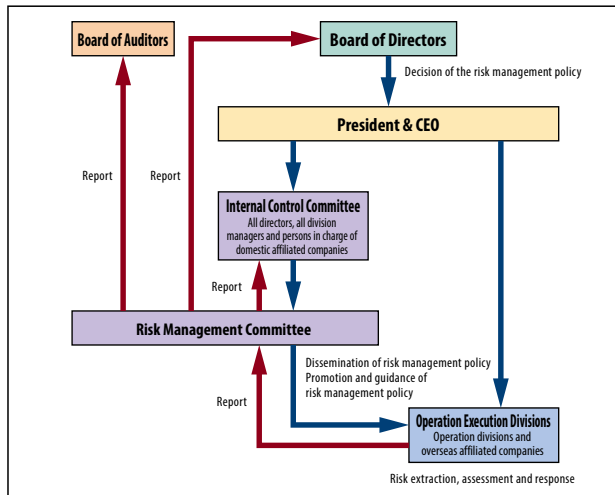 Board of Auditors
Board of Directors
Decision of the risk management policy
President & CEO
Report
Report
Internal Control Committee
All directors, all division
managers and persons in charge of
domestic affiliated companies
Report
Risk Management Committee
Dissemination of risk management policy
Promotion and guidance of
risk management policy
Report
Operation Execution Divisions
Operation divisions and
overseas affiliated companies
Risk extraction, assessment and response